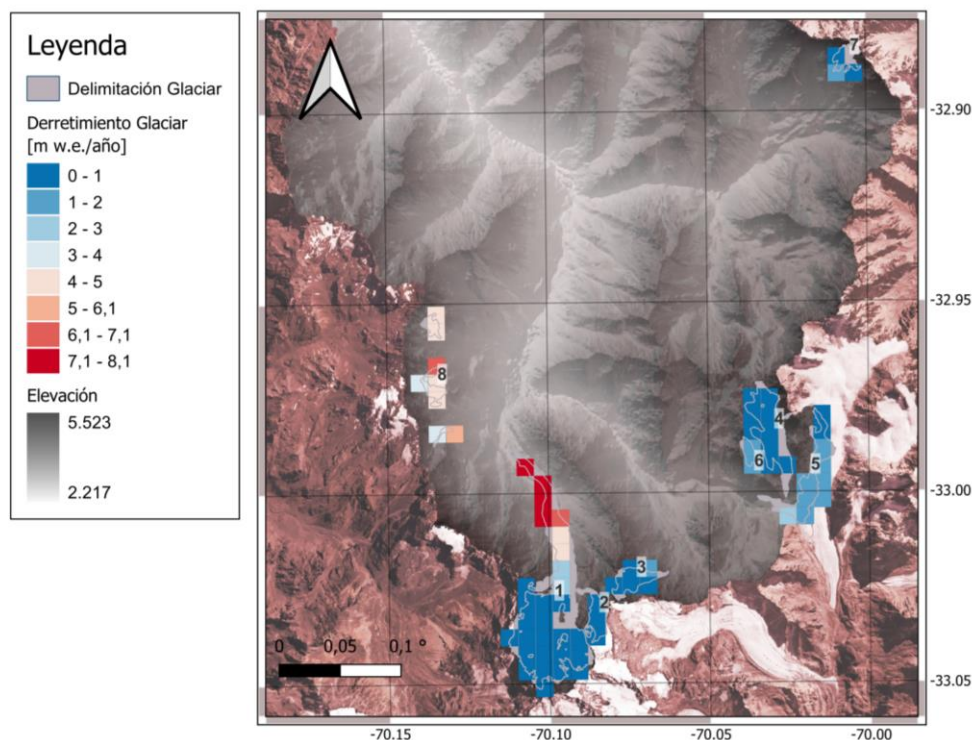 Leyenda
Delimitación Glaciar
Derretimiento Glaciar
[m w.e./año]
0 - 1
1 - 2
2 - 3
3 - 4
4 - 5
5 - 6,1
6,1 - 7,1
7,1 - 8,1
Elevación
5.523
2.217
7
-32.90
-32.95
8
4
6
5
-33.00
3
1
2
0 0,05 0,1 °
-33.05
-70.15 -70.10 -70.05 -70.00